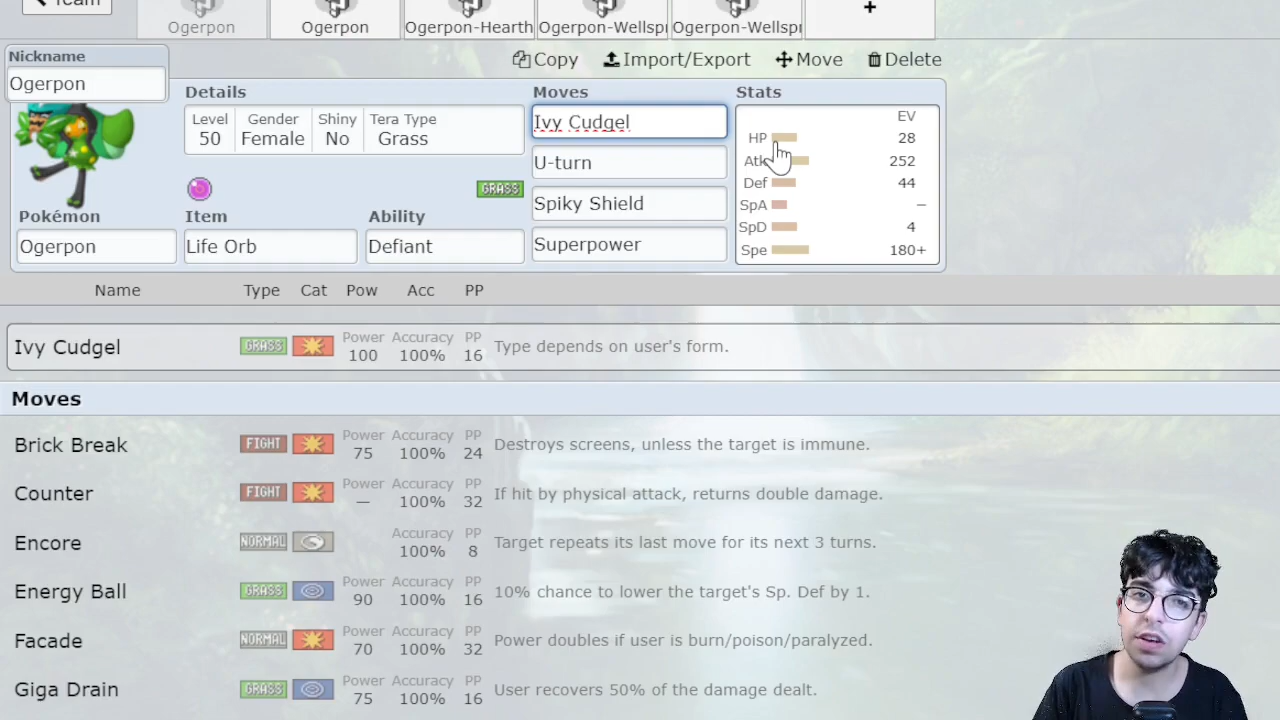 Team
Ogerpon
Ogerpon
Ogerpon-Hearth
Ogerpon-Wellspr
Ogerpon-Wellspr
+
Nickname
Ogerpon
Copy Import/Export Move Delete
Details
Level Gender Shiny Tera Type
50 Female No Grass
GRASS
Pokémon Item Ability
Ogerpon Life Orb Defiant
Moves
Ivy Cudgel
U-turn
Spiky Shield
Superpower
Stats
EV
HP 28
Atk 252
Def 44
SpA –
SpD 4
Spe 180+
Name Type Cat Pow Acc PP
Ivy Cudgel GRASS Power 100 Accuracy 100% PP 16 Type depends on user's form.
Moves
Brick Break FIGHT Power 75 Accuracy 100% PP 24 Destroys screens, unless the target is immune.
Counter FIGHT Power — Accuracy 100% PP 32 If hit by physical attack, returns double damage.
Encore NORMAL Accuracy 100% PP 8 Target repeats its last move for its next 3 turns.
Energy Ball GRASS Power 90 Accuracy 100% PP 16 10% chance to lower the target's Sp. Def by 1.
Facade NORMAL Power 70 Accuracy 100% PP 32 Power doubles if user is burn/poison/paralyzed.
Giga Drain GRASS Power 75 Accuracy 100% PP 16 User recovers 50% of the damage dealt.